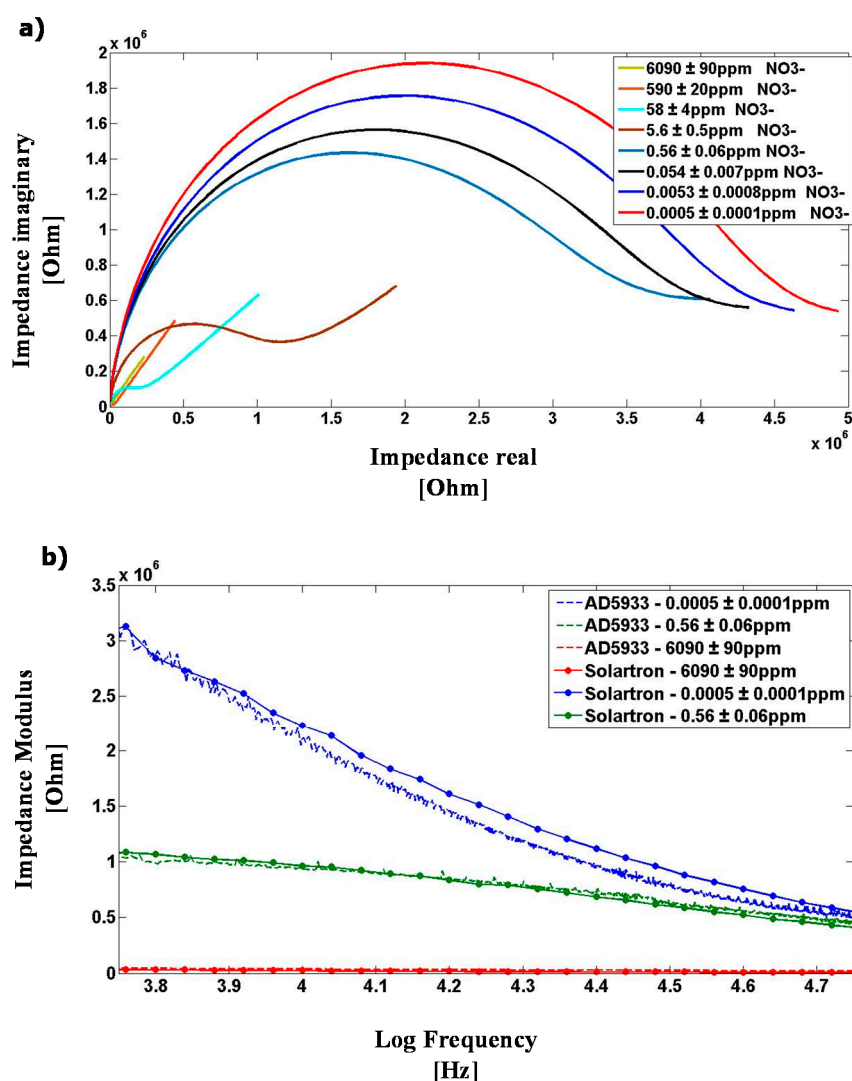 a)
x 10^6
2
1.8
1.6
1.4
1.2
1
0.8
0.6
0.4
0.2
0
Impedance imaginary
[Ohm]
6090 ± 90ppm NO3-
590 ± 20ppm NO3-
58 ± 4ppm NO3-
5.6 ± 0.5ppm NO3-
0.56 ± 0.06ppm NO3-
0.054 ± 0.007ppm NO3-
0.0053 ± 0.0008ppm NO3-
0.0005 ± 0.0001ppm NO3-
0 0.5 1 1.5 2 2.5 3 3.5 4 4.5 5
x 10^6
Impedance real
[Ohm]
b)
x 10^6
3.5
3
2.5
2
1.5
1
0.5
0
Impedance Modulus
[Ohm]
AD5933 - 0.0005 ± 0.0001ppm
AD5933 - 0.56 ± 0.06ppm
AD5933 - 6090 ± 90ppm
Solartron - 6090 ± 90ppm
Solartron - 0.0005 ± 0.0001ppm
Solartron - 0.56 ± 0.06ppm
3.8 3.9 4 4.1 4.2 4.3 4.4 4.5 4.6 4.7
Log Frequency
[Hz]